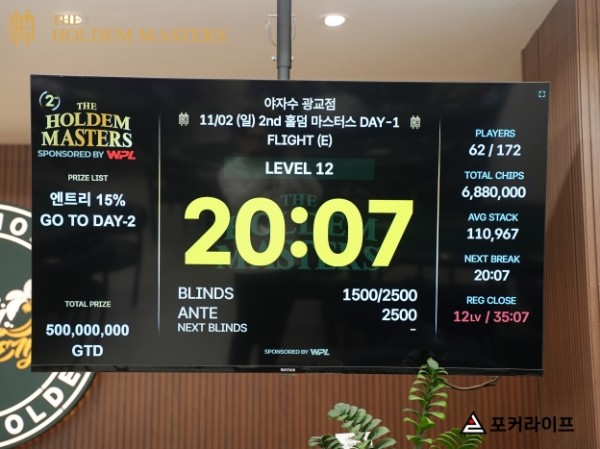 THE
HOLDEM MASTERS
2
THE
HOLDEM
MASTERS
SPONSORED BY WPL
PRIZE LIST
엔트리 15%
GO TO DAY-2
TOTAL PRIZE
500,000,000
GTD
야자수 광교점
11/02 (일) 2nd 홀덤 마스터스 DAY-1
FLIGHT (E)
LEVEL 12
20:07
BLINDS 1500/2500
ANTE 2500
NEXT BLINDS -
SPONSORED BY WPL
PLAYERS
62 / 172
TOTAL CHIPS
6,880,000
AVG STACK
110,967
NEXT BREAK
20:07
REG CLOSE
12LV / 35:07
HOLDE
포커라이프